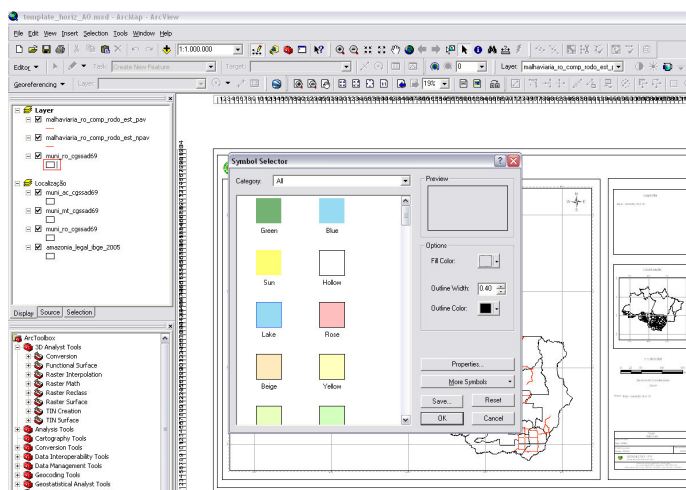 template_horiz_A0.mxd - ArcMap - ArcView
File Edit View Insert Selection Tools Window Help
1:1.000.000
Editor Task: Create New Feature Target: 0 Layer: malhaviaria_ro_comp_rodo_est_
Georeferencing Layer: 19%
Layer
malhaviaria_ro_comp_rodo_est_pav
malhaviaria_ro_comp_rodo_est_npav
muni_ro_cgssad69
Localização
muni_ac_cgssad69
muni_mt_cgssad69
muni_ro_cgssad69
amazonia_legal_ibge_2005
Display Source Selection
ArcToolbox
3D Analyst Tools
Conversion
Functional Surface
Raster Interpolation
Raster Math
Raster Reclass
Raster Surface
TIN Creation
TIN Surface
Analysis Tools
Cartography Tools
Conversion Tools
Data Interoperability Tools
Data Management Tools
Geocoding Tools
Geostatistical Analyst Tools
Symbol Selector
Category: All
Green Blue
Sun Hollow
Lake Rose
Beige Yellow
Preview
Options
Fill Color:
Outline Width: 0.40
Outline Color:
Properties...
More Symbols
Save... Reset
OK Cancel